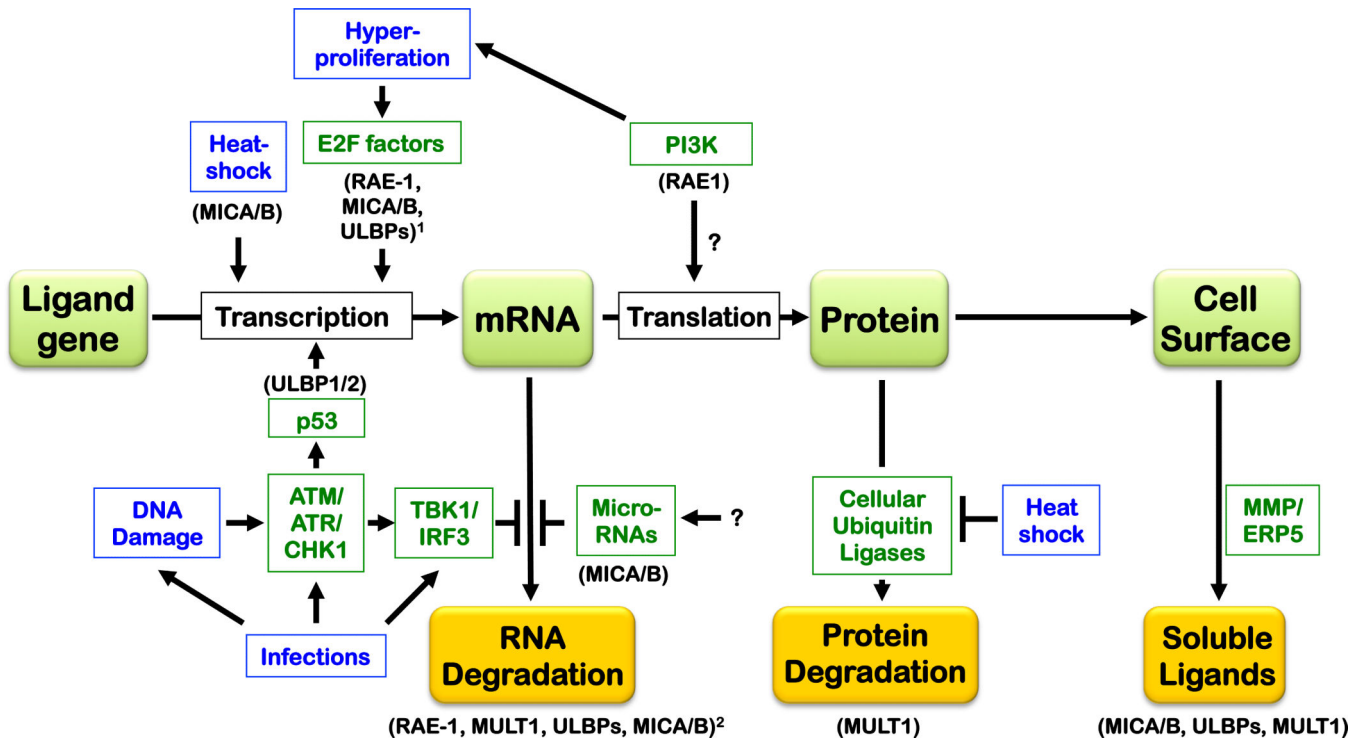 Hyper-
proliferation
Heat-
shock
E2F factors
PI3K
(MICA/B)
(RAE-1,
MICA/B,
ULBPs)¹
(RAE1)
?
Ligand
gene
Transcription
mRNA
Translation
Protein
Cell
Surface
(ULBP1/2)
p53
DNA
Damage
ATM/
ATR/
CHK1
TBK1/
IRF3
Micro-
RNAs
?
(MICA/B)
Cellular
Ubiquitin
Ligases
Heat
shock
MMP/
ERP5
Infections
RNA
Degradation
Protein
Degradation
Soluble
Ligands
(RAE-1, MULT1, ULBPs, MICA/B)²
(MULT1)
(MICA/B, ULBPs, MULT1)